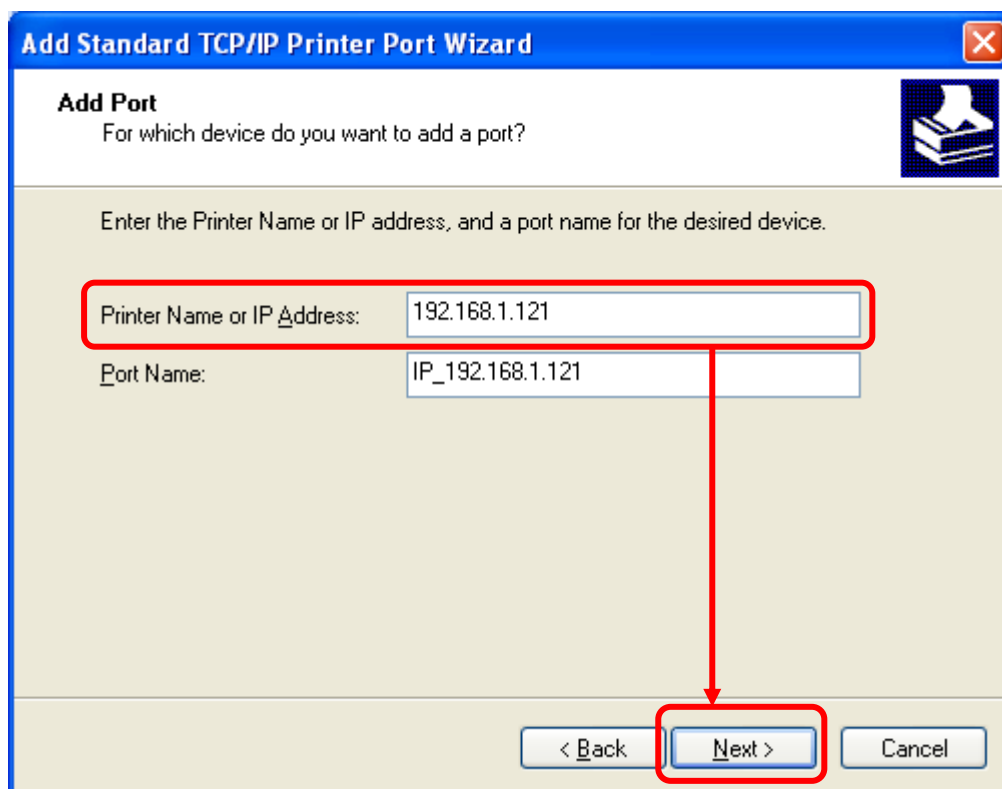 Add Standard TCP/IP Printer Port Wizard
Add Port
For which device do you want to add a port?
Enter the Printer Name or IP address, and a port name for the desired device.
Printer Name or IP Address: 192.168.1.121
Port Name: IP_192.168.1.121
< Back Next > Cancel